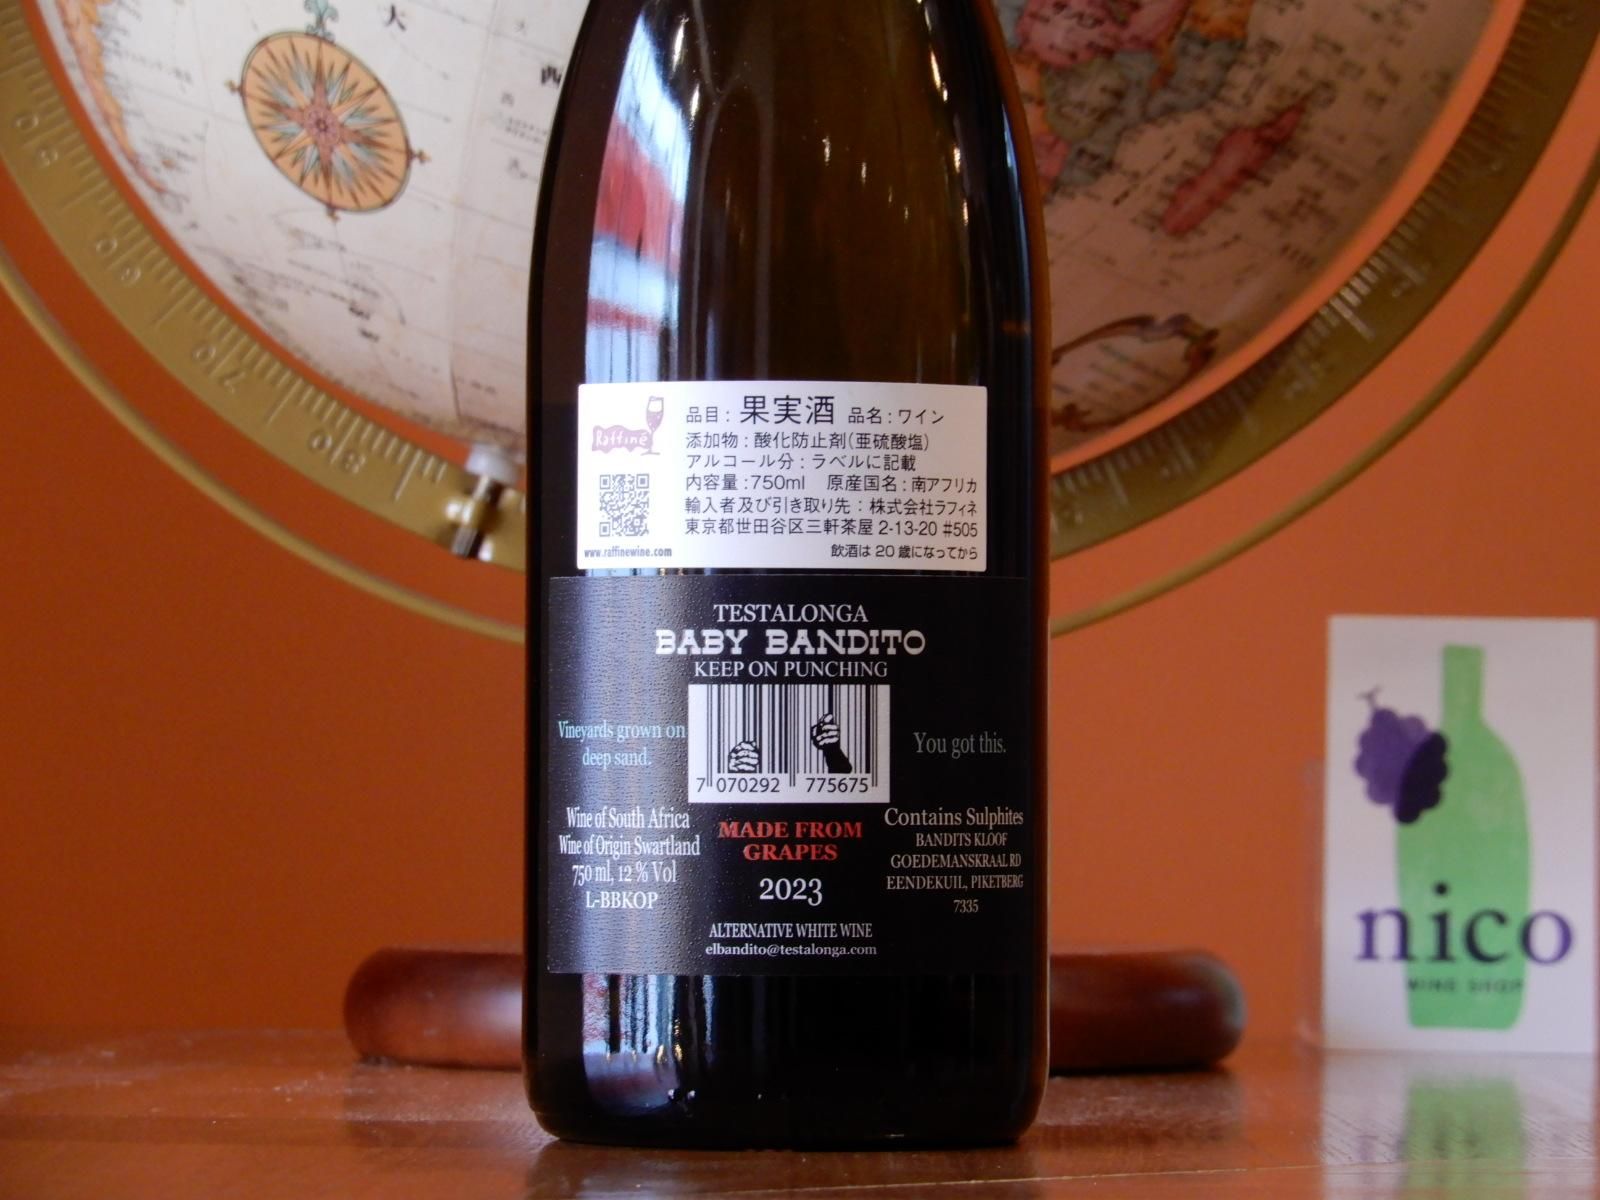 大
西
70
80
Raffiné
www.raffinewine.com
品目 : 果実酒 品名 : ワイン
添加物 : 酸化防止剤(亜硫酸塩)
アルコール分 : ラベルに記載
内容量 : 750ml 原産国名 : 南アフリカ
輸入者及び引き取り先 : 株式会社ラフィネ
東京都世田谷区三軒茶屋 2-13-20 #505
飲酒は 20 歳になってから
TESTALONGA
BABY BANDITO
KEEP ON PUNCHING
Vineyards grown on
deep sand.
7 070292 775675
You got this.
Wine of South Africa
Wine of Origin Swartland
750 ml, 12 % Vol
L-BBKOP
MADE FROM
GRAPES
2023
Contains Sulphites
BANDITS KLOOF
GOEDEMANSKRAAL RD
EENDEKUIL, PIKETBERG
7335
ALTERNATIVE WHITE WINE
elbandito@testalonga.com
nico
WINE SHOP